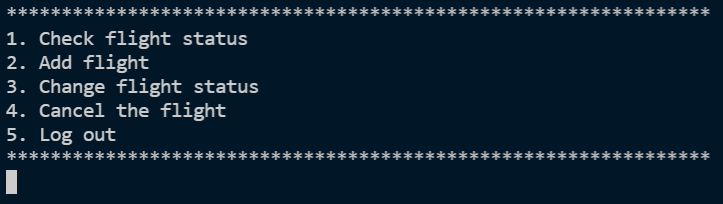 ****************************************************************
1. Check flight status
2. Add flight
3. Change flight status
4. Cancel the flight
5. Log out
****************************************************************